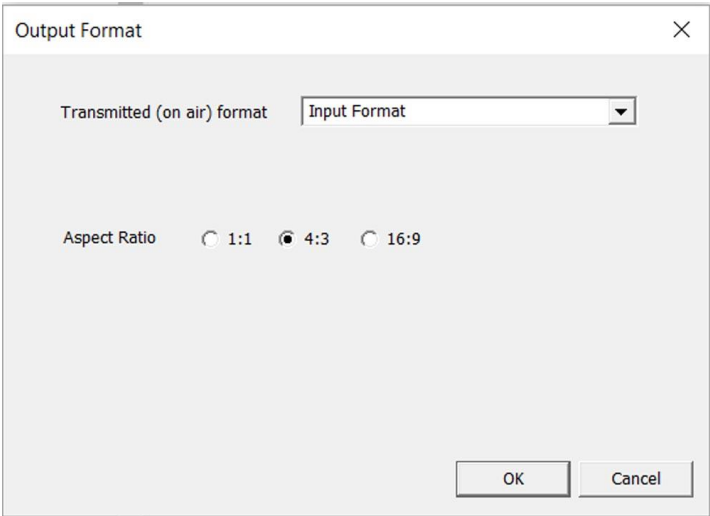 Output Format
Transmitted (on air) format Input Format
Aspect Ratio 1:1 4:3 16:9
OK Cancel